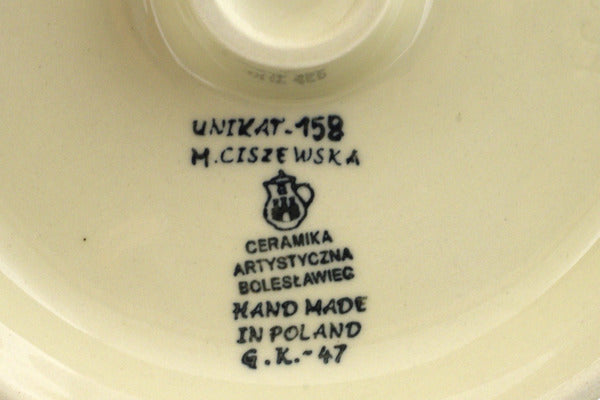 UNIKAT-158
M.CISZEWSKA
CERAMIKA
ARTYSTYCZNA
BOLESŁAWIEC
HAND MADE
IN POLAND
G.K.-47